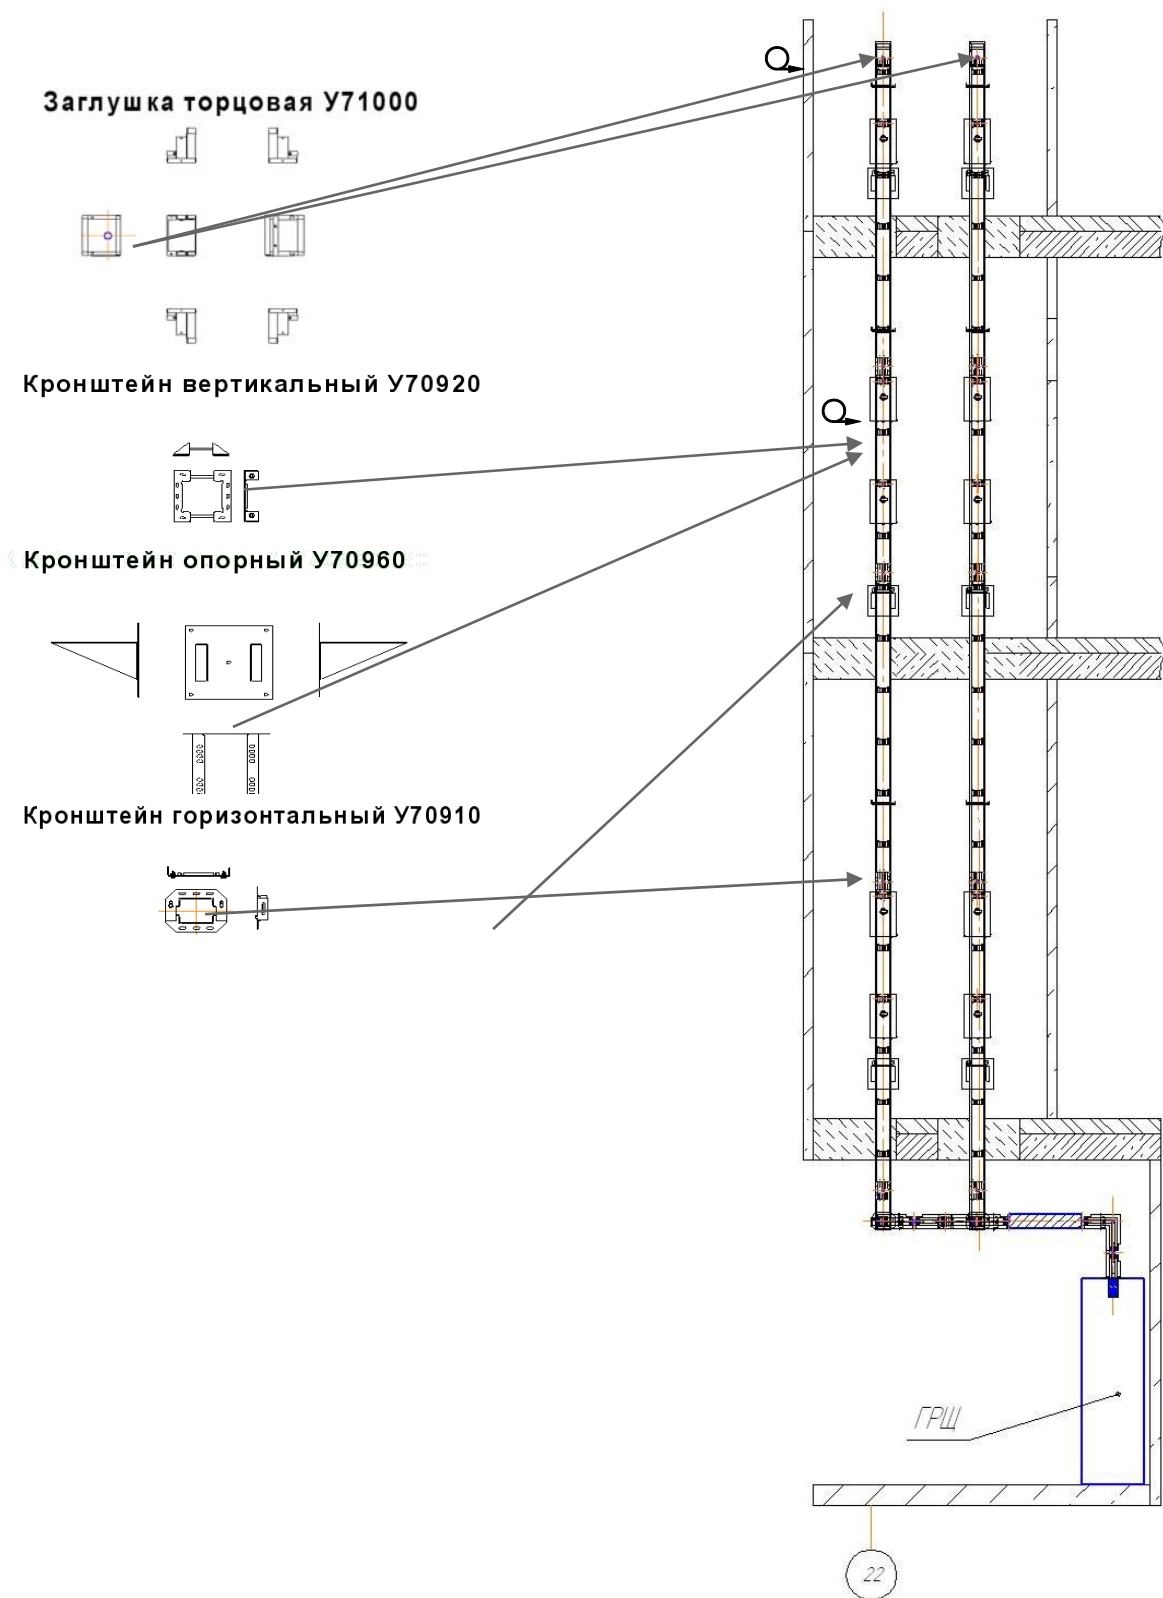 Заглушка торцовая У71000
Кронштейн вертикальный У70920
Кронштейн опорный У70960
Кронштейн горизонтальный У70910
ГРЩ
22